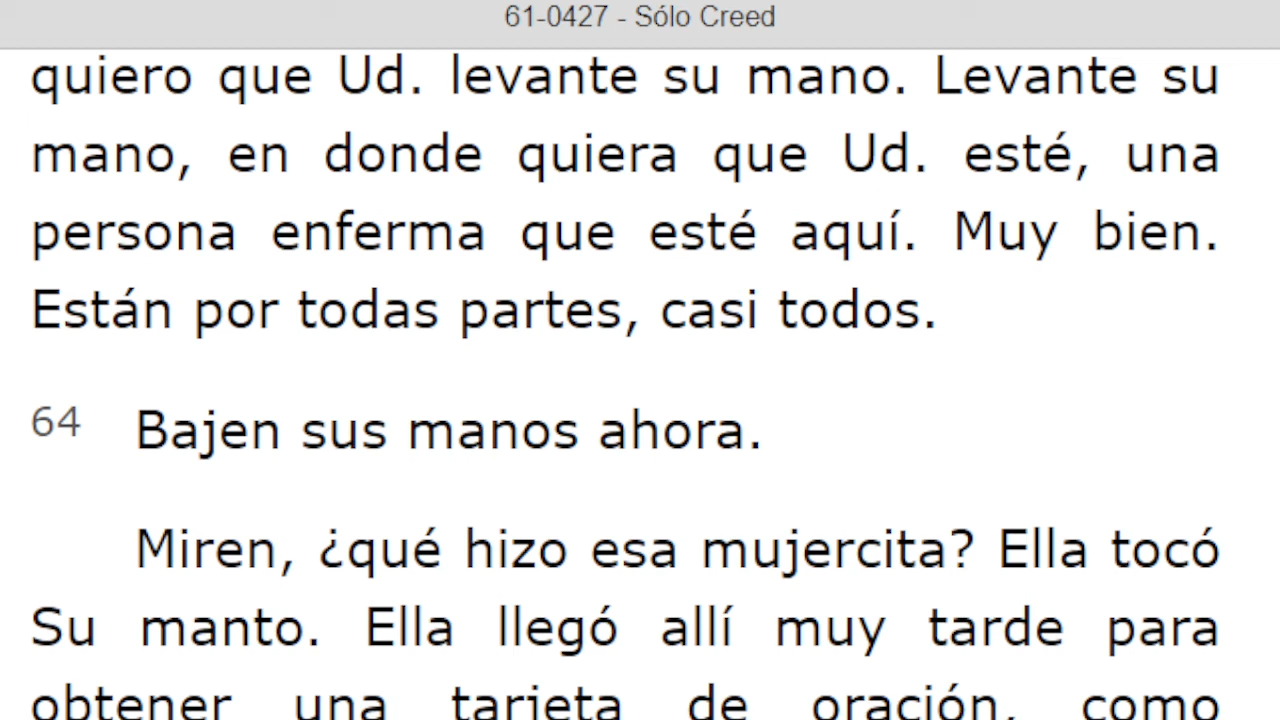 61-0427 - Sólo Creed
quiero que Ud. levante su mano. Levante su
mano, en donde quiera que Ud. esté, una
persona enferma que esté aquí. Muy bien.
Están por todas partes, casi todos.
64 Bajen sus manos ahora.
Miren, ¿qué hizo esa mujercita? Ella tocó
Su manto. Ella llegó allí muy tarde para
obtener una tarjeta de oración, como